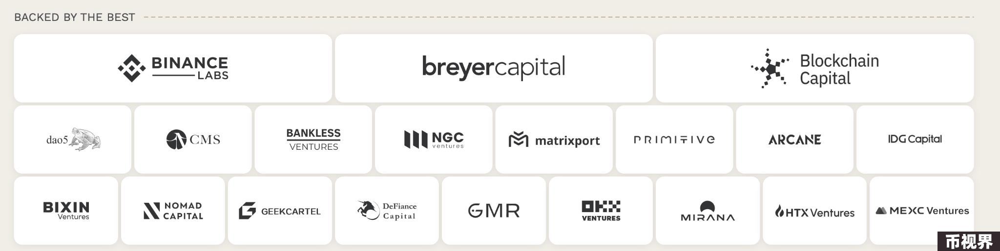 BACKED BY THE BEST
BINANCE
LABS
breyercapital
Blockchain
Capital
dao5
CMS
BANKLESS
VENTURES
NGC
ventures
matrixport
PRIMITIVE
ARCANE
IDG Capital
BIXIN
Ventures
NOMAD
CAPITAL
GEEKCARTEL
DeFiance
Capital
GMR
OKX
VENTURES
MIRANA
HTX Ventures
MEXC Ventures
币视界